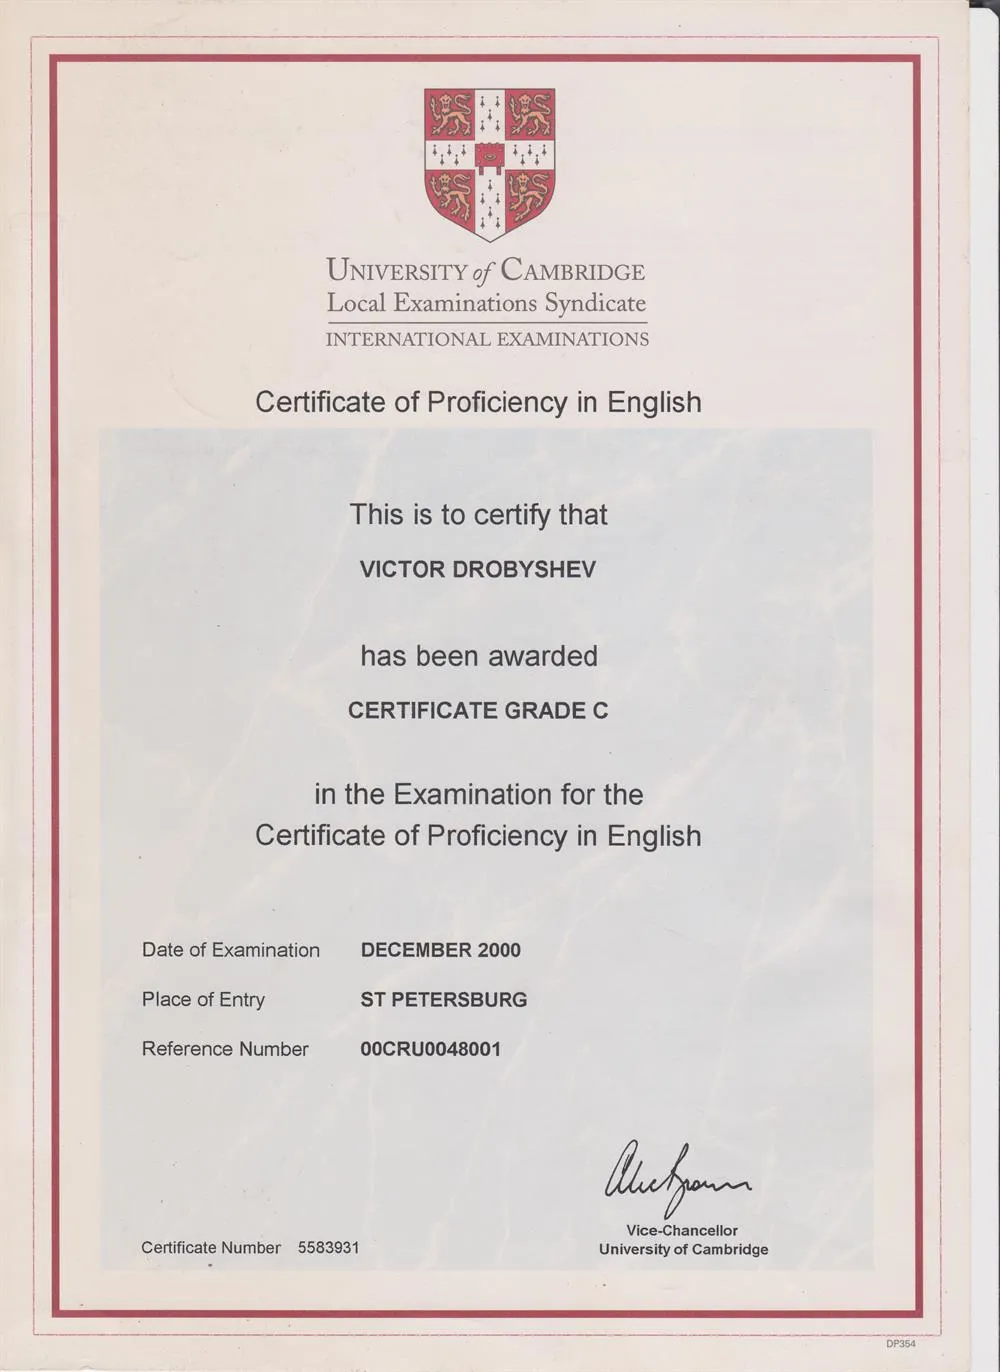 UNIVERSITY of CAMBRIDGE
Local Examinations Syndicate
INTERNATIONAL EXAMINATIONS
Certificate of Proficiency in English
This is to certify that
VICTOR DROBYSHEV
has been awarded
CERTIFICATE GRADE C
in the Examination for the
Certificate of Proficiency in English
Date of Examination DECEMBER 2000
Place of Entry ST PETERSBURG
Reference Number 00CRU0048001
Vice-Chancellor
University of Cambridge
Certificate Number 5583931
DP354